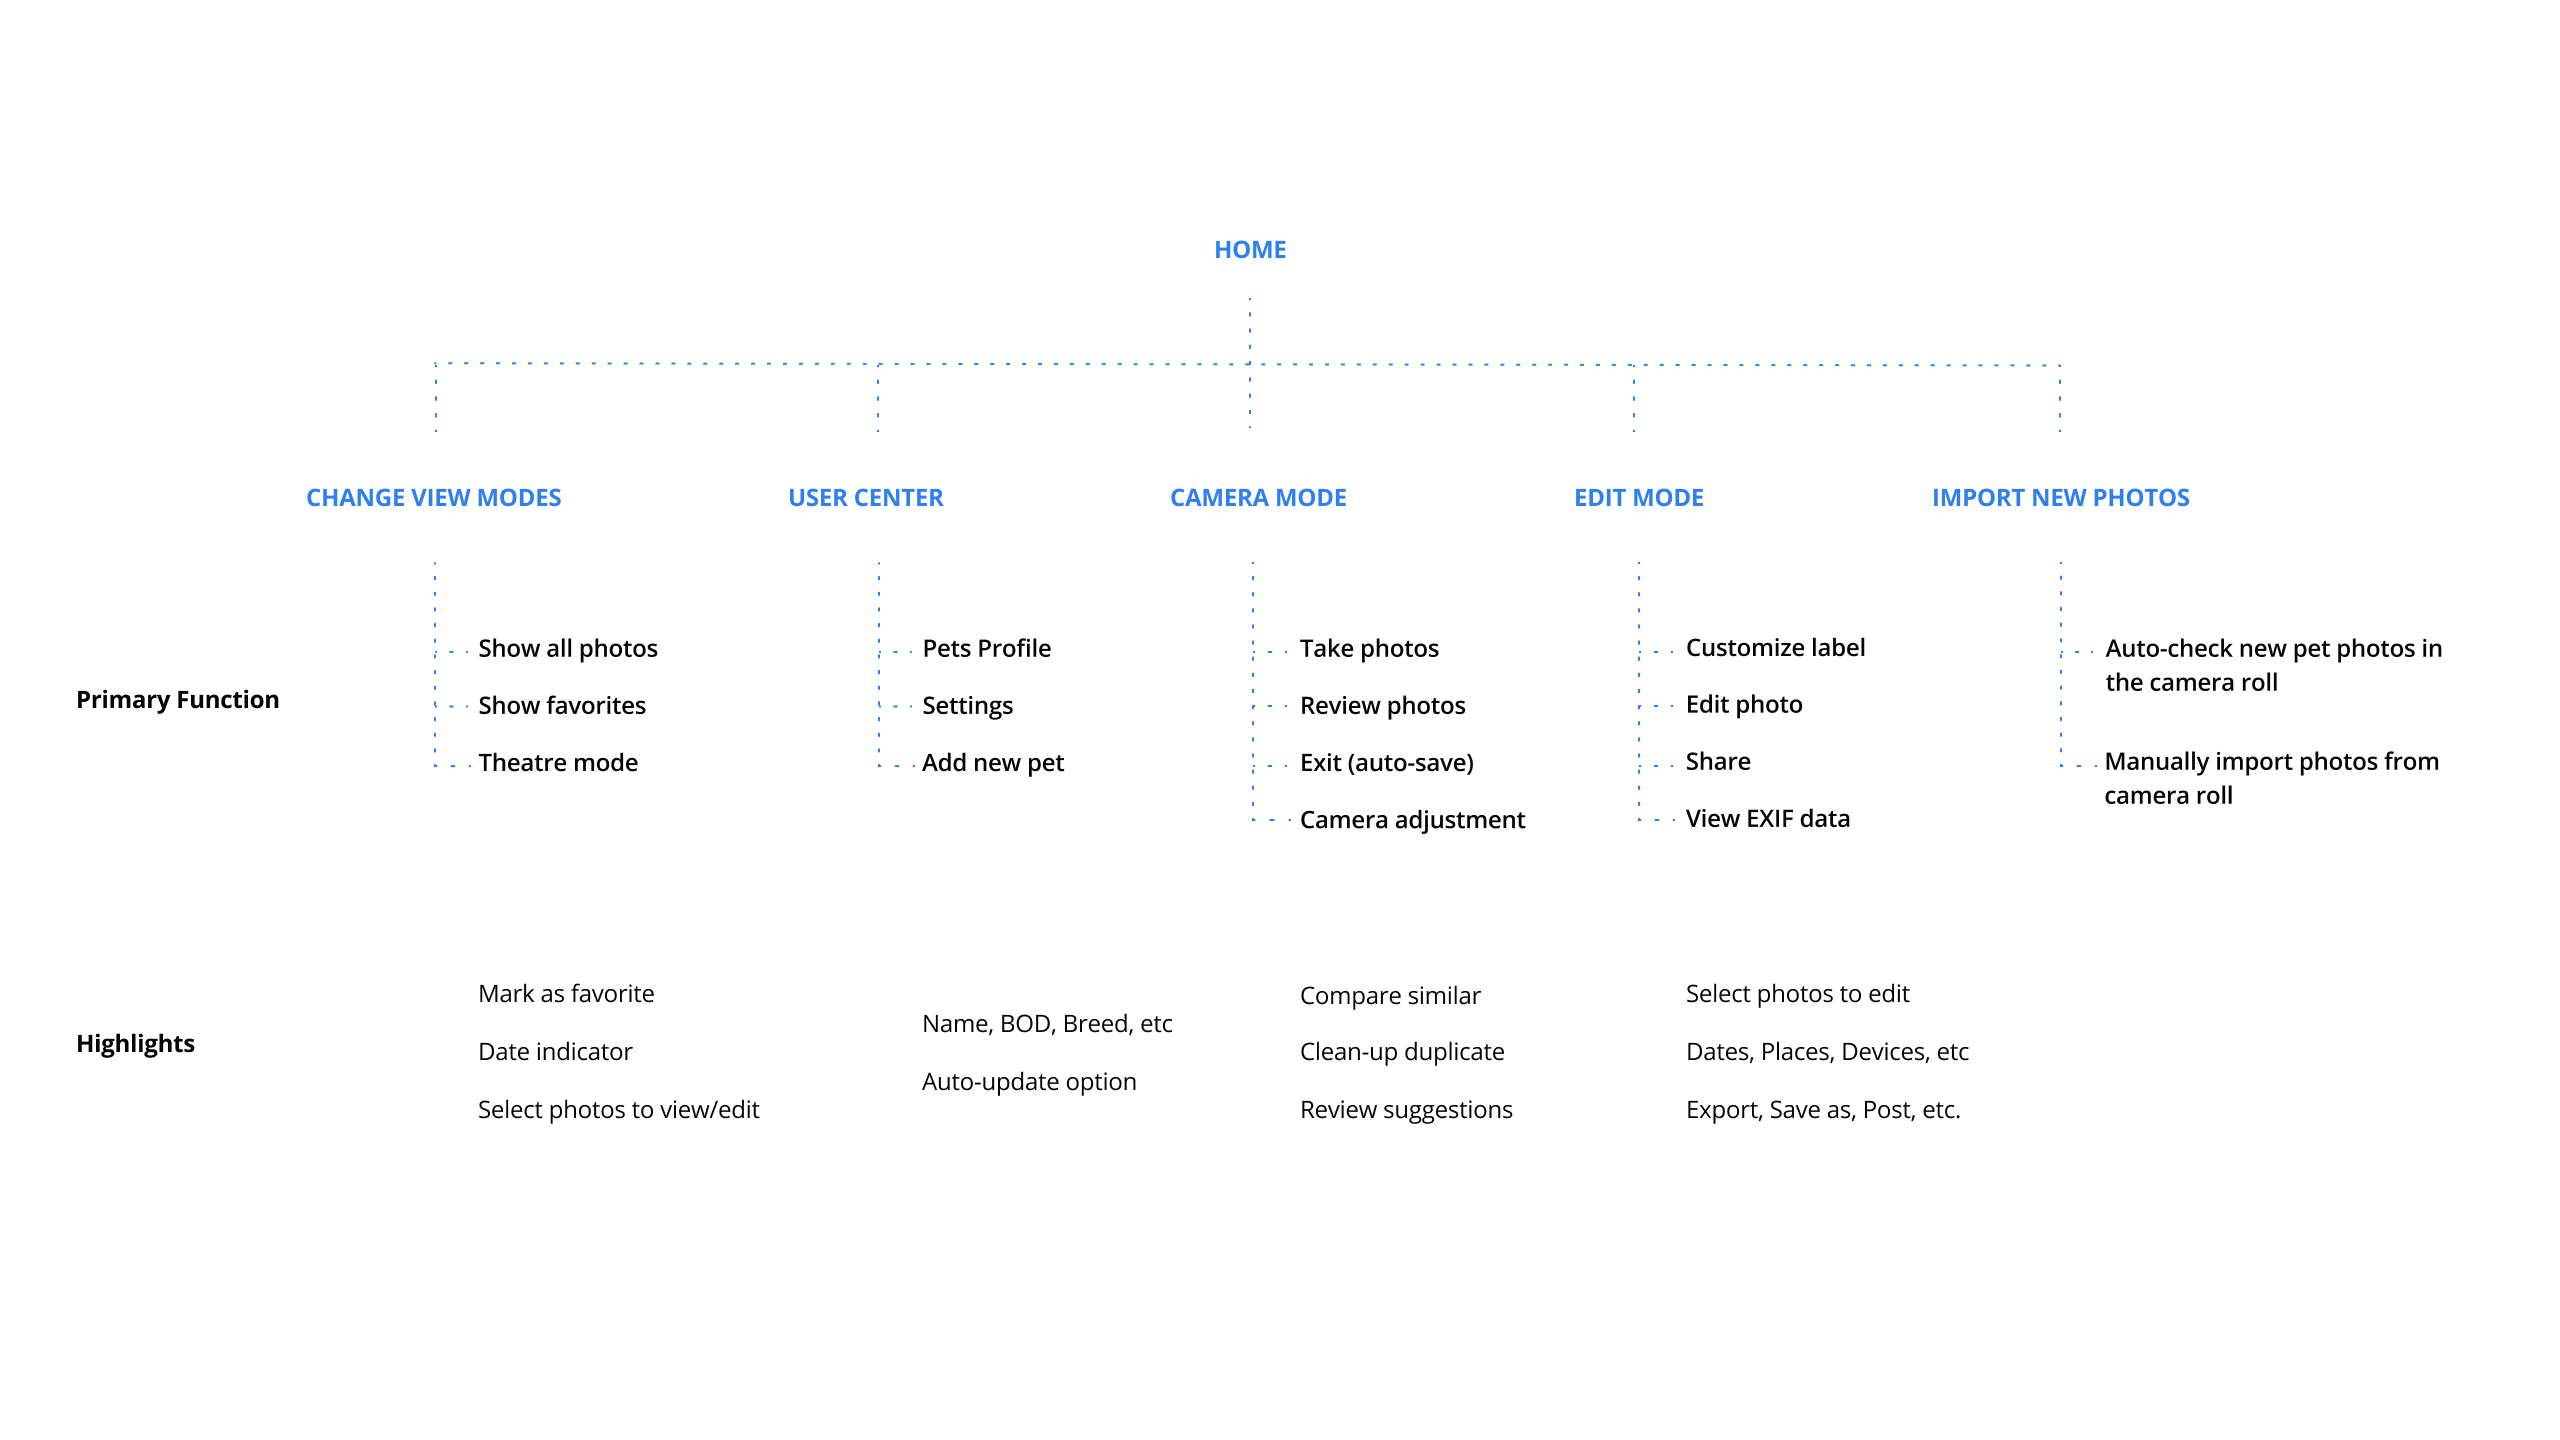 HOME
CHANGE VIEW MODES
USER CENTER
CAMERA MODE
EDIT MODE
IMPORT NEW PHOTOS
Primary Function
Show all photos
Show favorites
Theatre mode
Pets Profile
Settings
Add new pet
Take photos
Review photos
Exit (auto-save)
Camera adjustment
Customize label
Edit photo
Share
View EXIF data
Auto-check new pet photos in
the camera roll
Manually import photos from
camera roll
Highlights
Mark as favorite
Date indicator
Select photos to view/edit
Name, BOD, Breed, etc
Auto-update option
Compare similar
Clean-up duplicate
Review suggestions
Select photos to edit
Dates, Places, Devices, etc
Export, Save as, Post, etc.